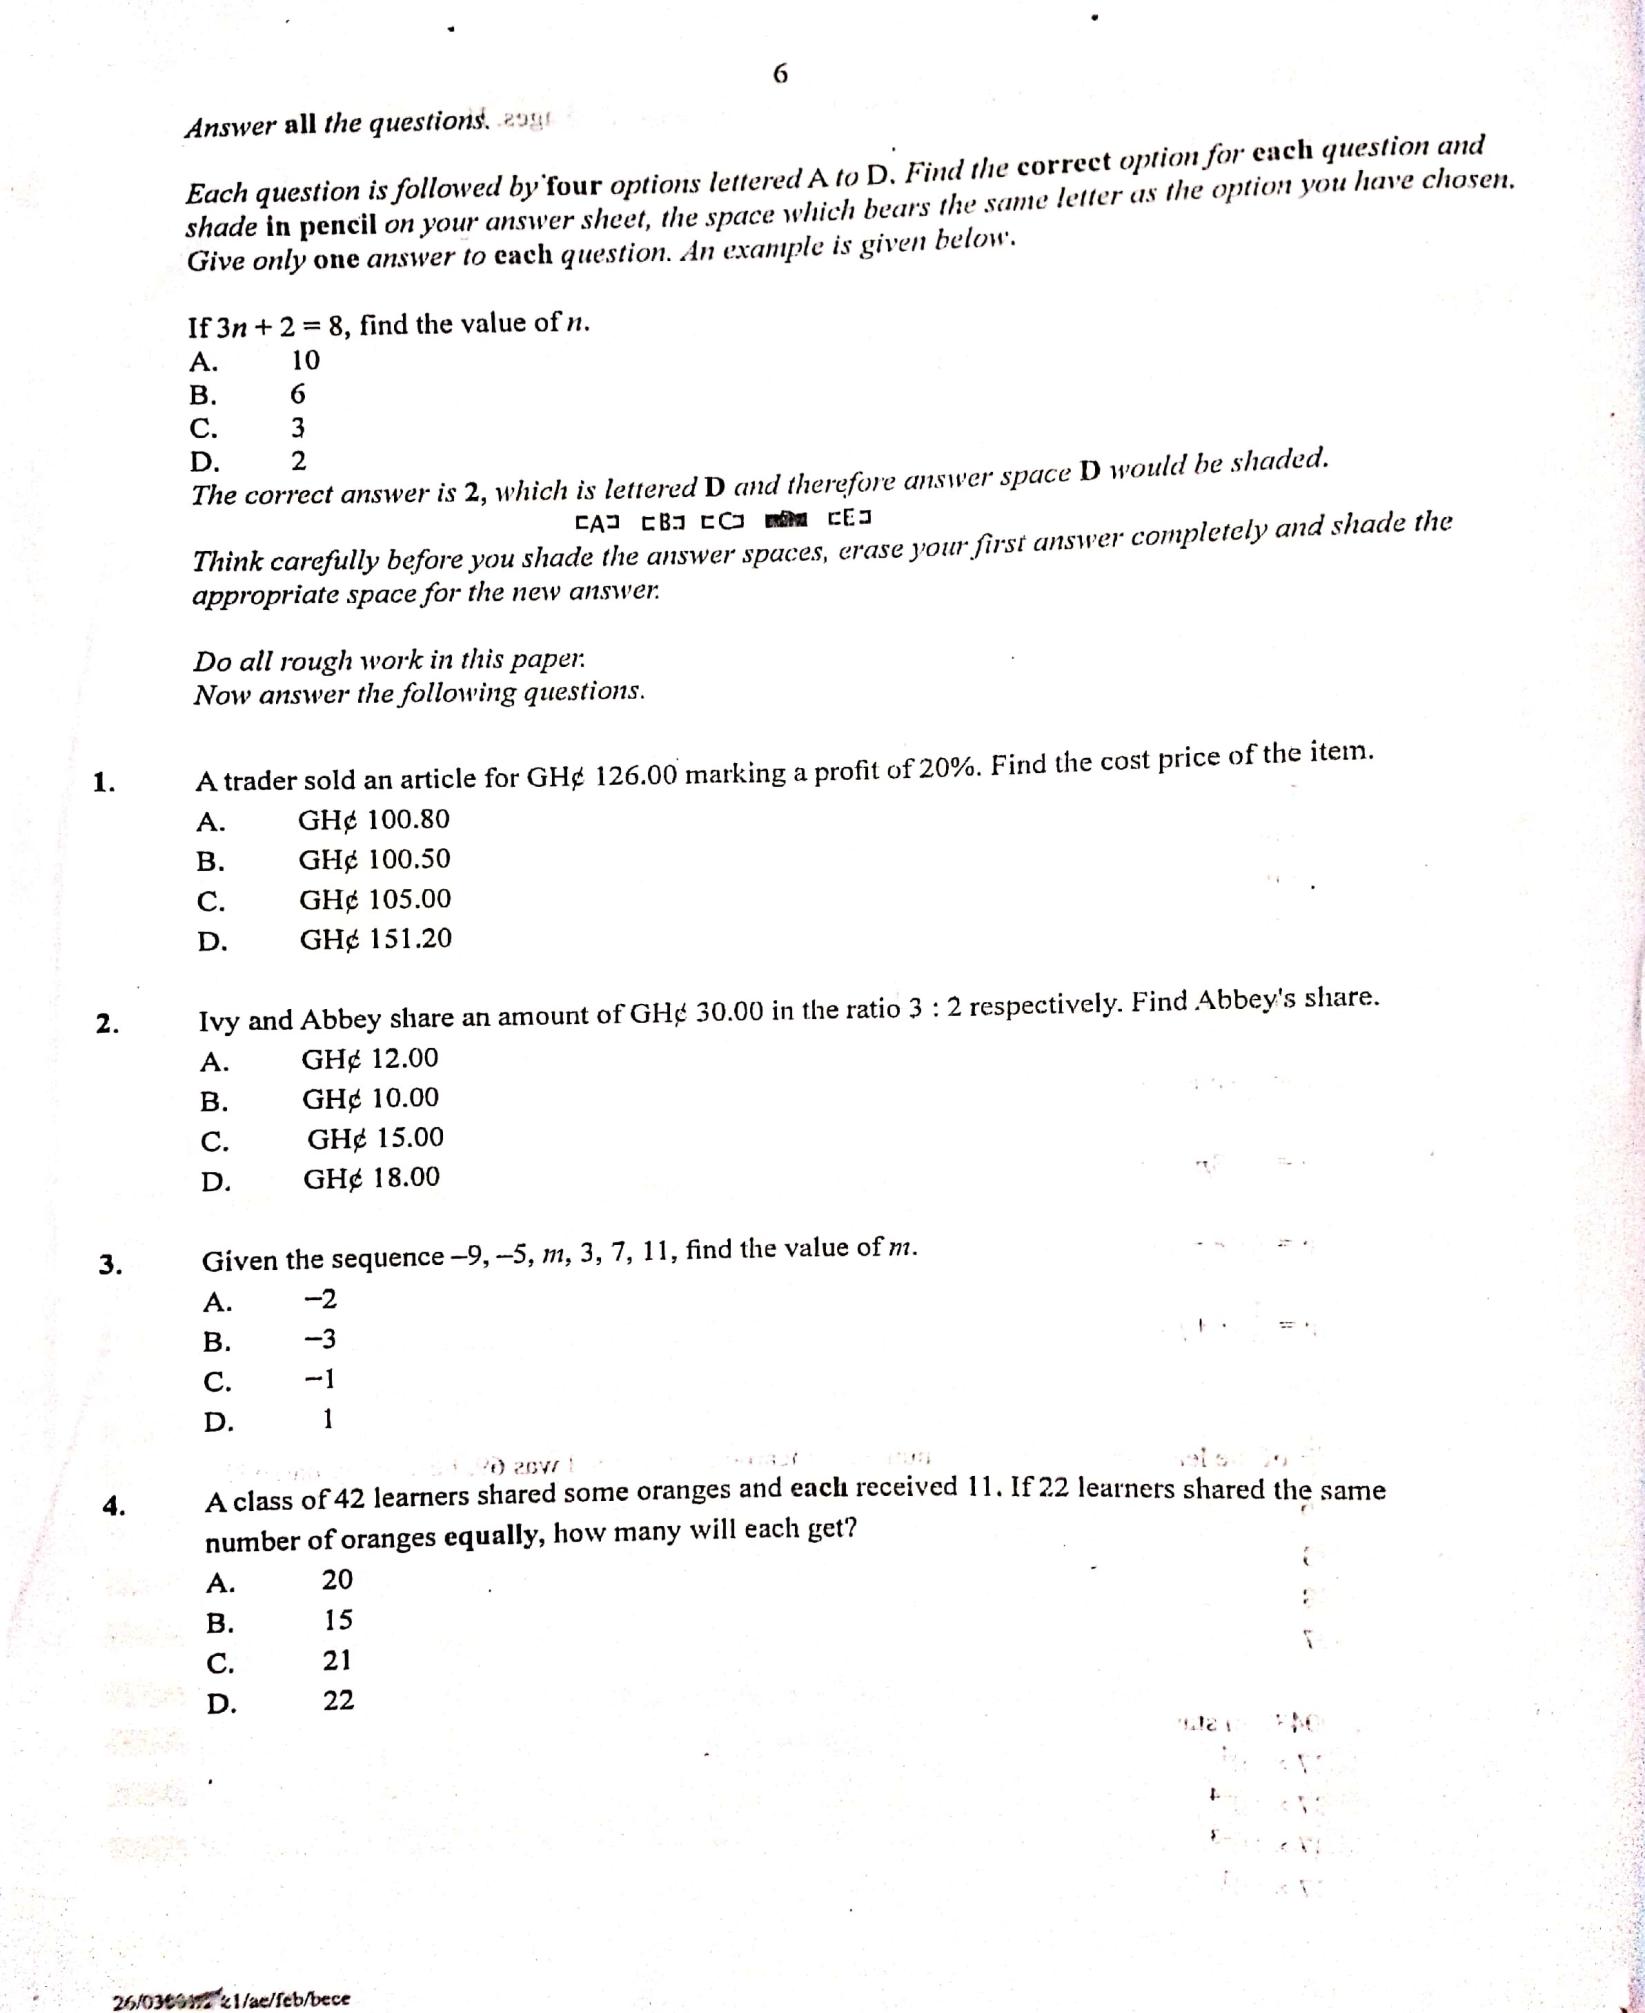 6
Answer all the questions.
Each question is followed by four options lettered A to D. Find the correct option for each question and
shade in pencil on your answer sheet, the space which bears the same letter as the option you have chosen.
Give only one answer to each question. An example is given below.
If 3n + 2 = 8, find the value of n.
A. 10
B. 6
C. 3
D. 2
The correct answer is 2, which is lettered D and therefore answer space D would be shaded.
⊏A⊐ ⊏B⊐ ⊏C⊐ ⊏E⊐
Think carefully before you shade the answer spaces, erase your first answer completely and shade the
appropriate space for the new answer.
Do all rough work in this paper.
Now answer the following questions.
1. A trader sold an article for GH₵ 126.00 marking a profit of 20%. Find the cost price of the item.
A. GH₵ 100.80
B. GH₵ 100.50
C. GH₵ 105.00
D. GH₵ 151.20
2. Ivy and Abbey share an amount of GH₵ 30.00 in the ratio 3 : 2 respectively. Find Abbey's share.
A. GH₵ 12.00
B. GH₵ 10.00
C. GH₵ 15.00
D. GH₵ 18.00
3. Given the sequence –9, –5, m, 3, 7, 11, find the value of m.
A. –2
B. –3
C. –1
D. 1
4. A class of 42 learners shared some oranges and each received 11. If 22 learners shared the same
number of oranges equally, how many will each get?
A. 20
B. 15
C. 21
D. 22